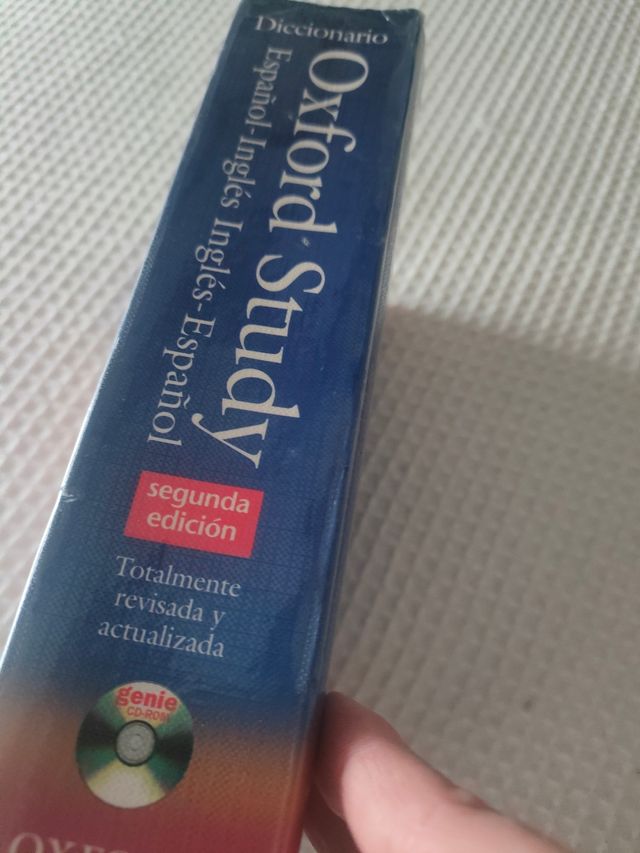 Diccionario
Oxford Study
Español-Inglés Inglés-Español
segunda
edición
Totalmente
revisada y
actualizada
genie
CD-ROM